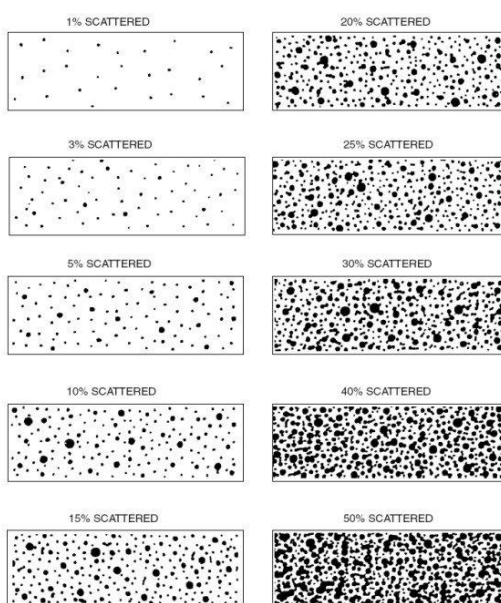 1% SCATTERED
20% SCATTERED
3% SCATTERED
25% SCATTERED
5% SCATTERED
30% SCATTERED
10% SCATTERED
40% SCATTERED
15% SCATTERED
50% SCATTERED